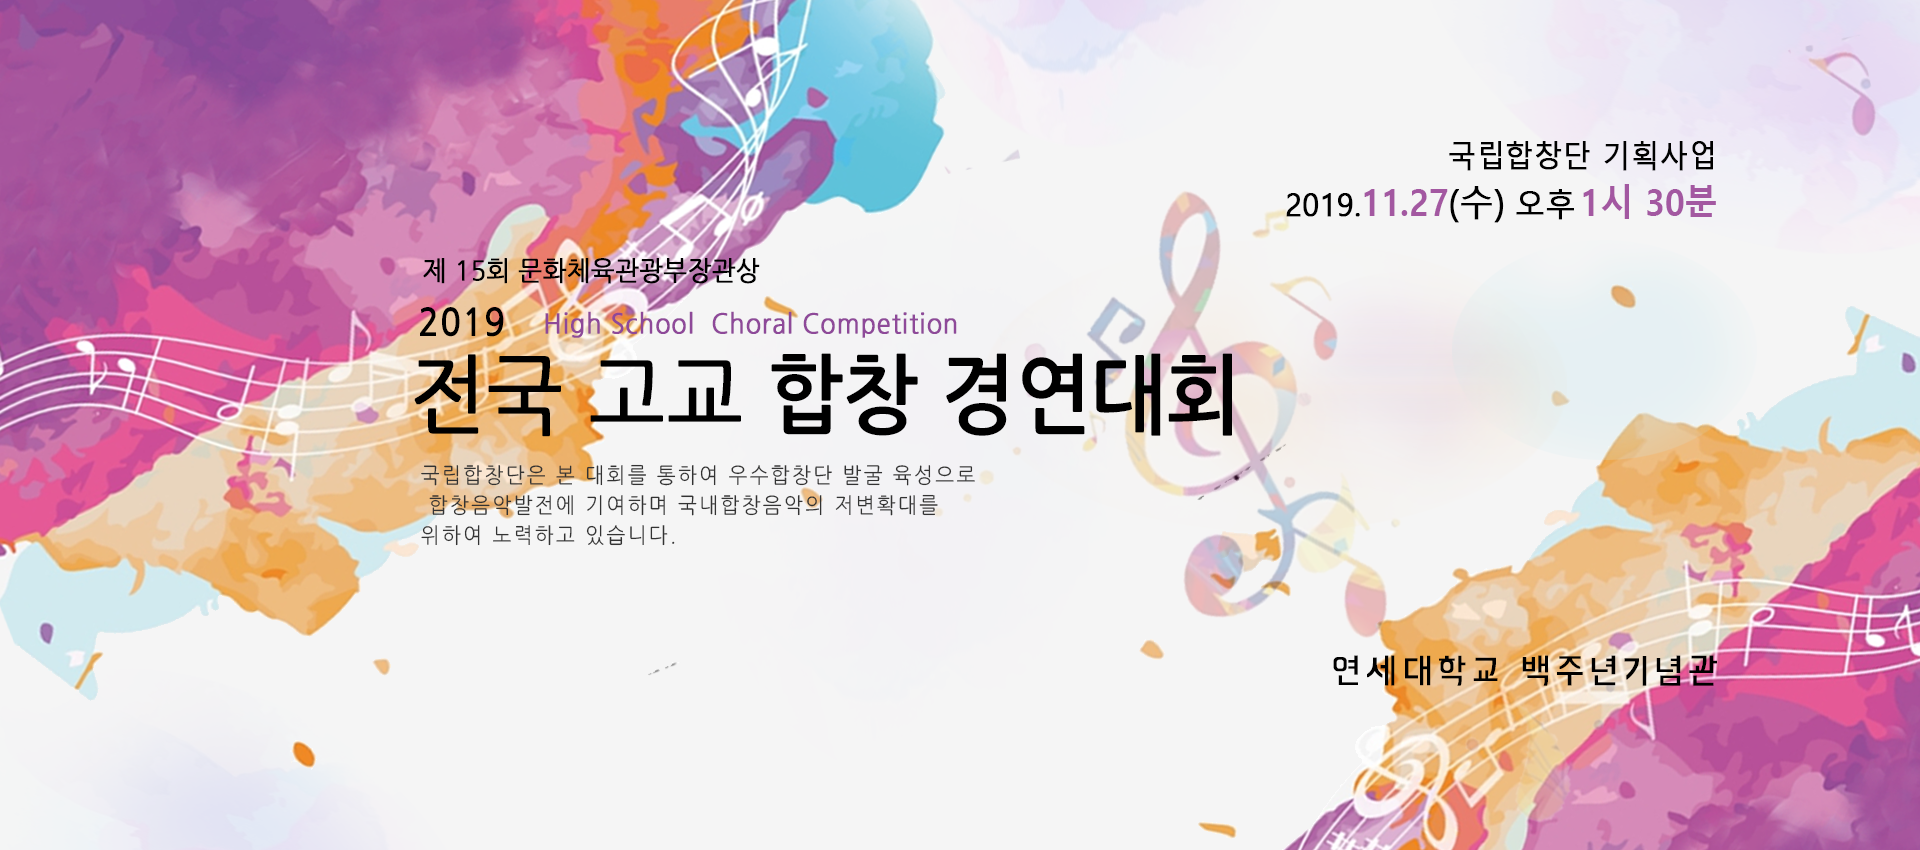 국립합창단 기획사업
2019.11.27(수) 오후 1시 30분
제 15회 문화체육관광부장관상
2019 High School Choral Competition
전국 고교 합창 경연대회
국립합창단은 본 대회를 통하여 우수합창단 발굴 육성으로
합창음악발전에 기여하며 국내합창음악의 저변확대를
위하여 노력하고 있습니다.
연세대학교 백주년기념관